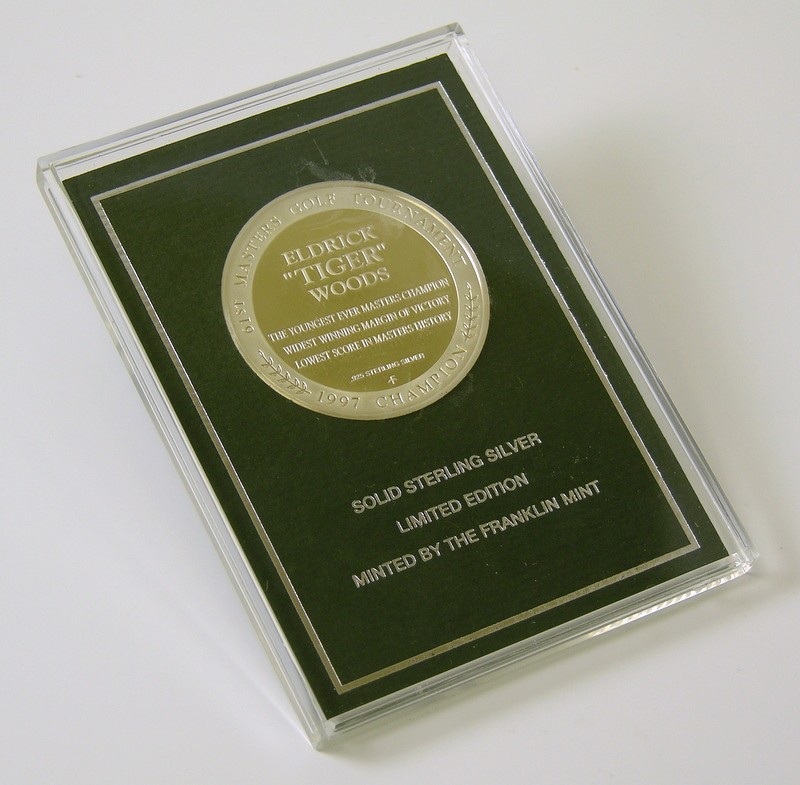 61ST MASTERS GOLF TOURNAMENT
ELDRICK
"TIGER"
WOODS
THE YOUNGEST EVER MASTERS CHAMPION
WIDEST WINNING MARGIN OF VICTORY
LOWEST SCORE IN MASTERS HISTORY
.925 STERLING SILVER
1997 CHAMPION
SOLID STERLING SILVER
LIMITED EDITION
MINTED BY THE FRANKLIN MINT